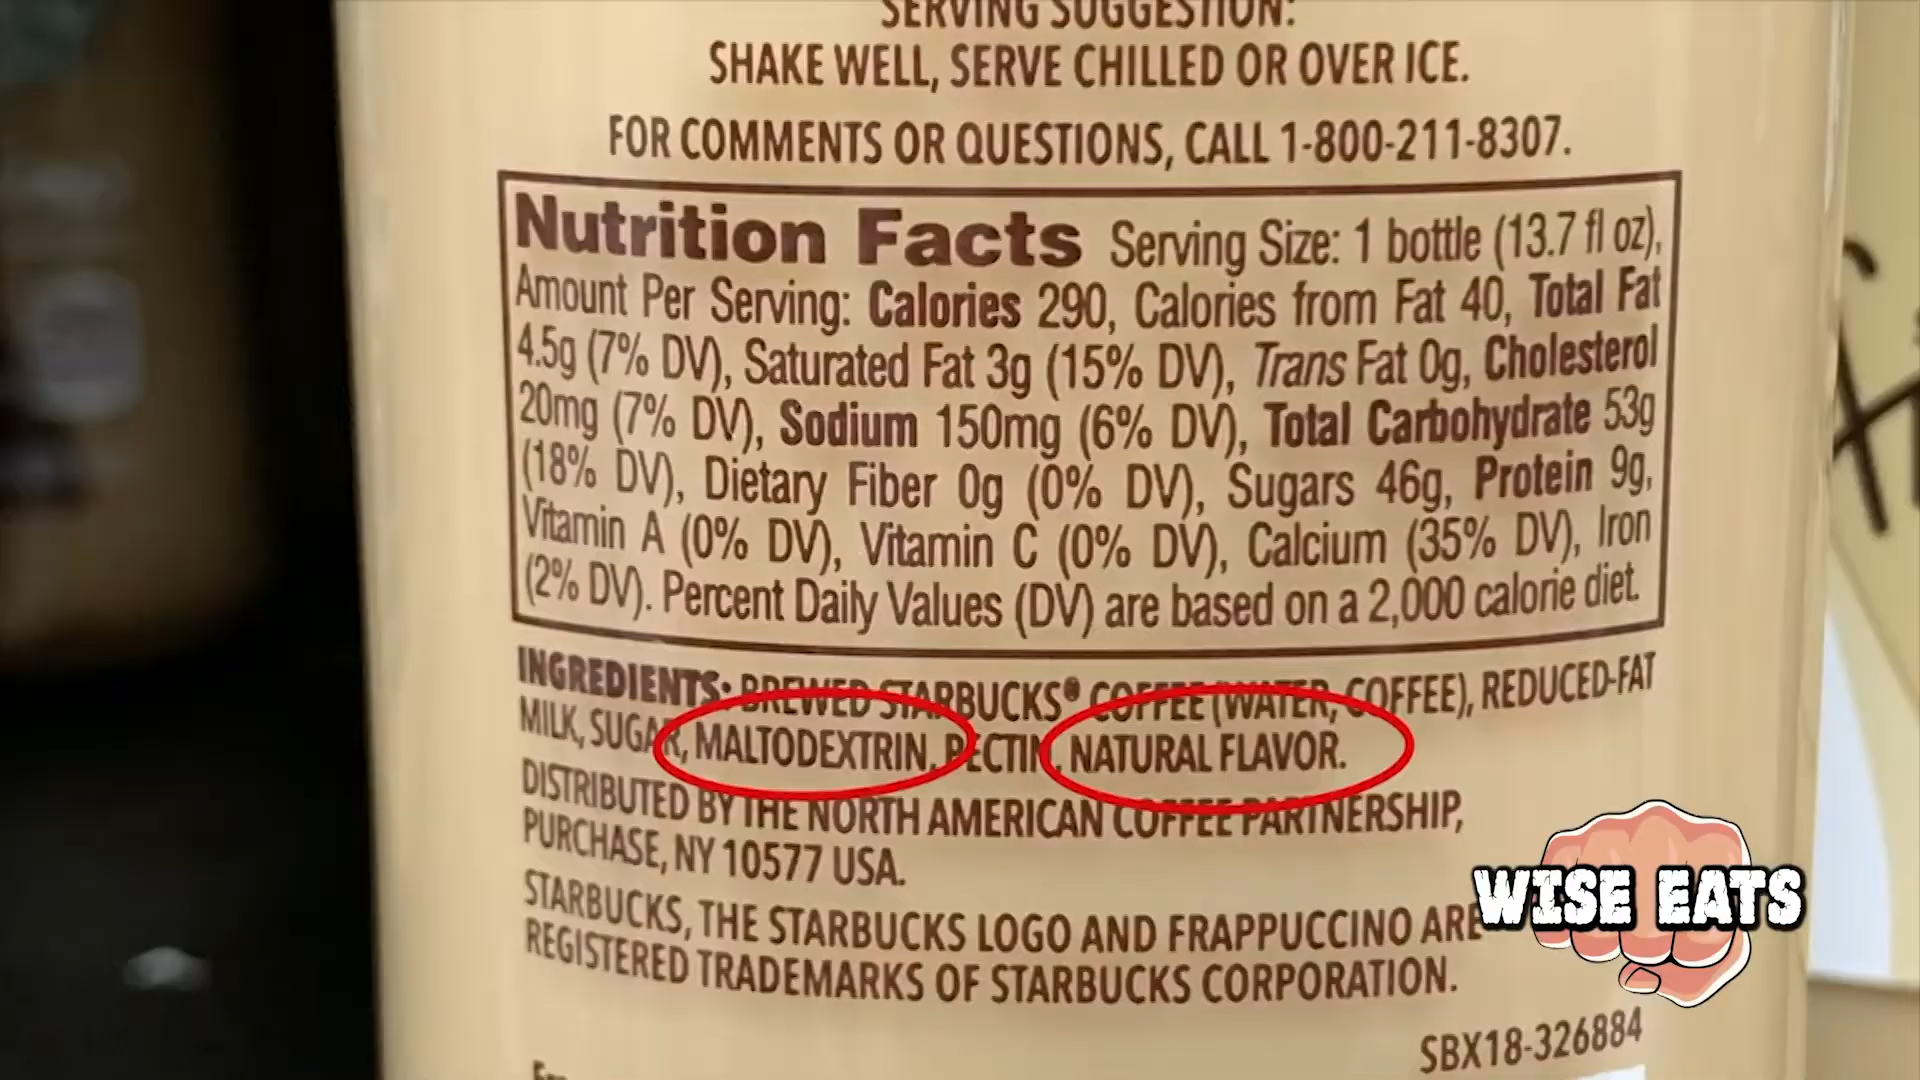 SERVING SUGGESTION:
SHAKE WELL, SERVE CHILLED OR OVER ICE.
FOR COMMENTS OR QUESTIONS, CALL 1-800-211-8307.
Nutrition Facts Serving Size: 1 bottle (13.7 fl oz),
Amount Per Serving: Calories 290, Calories from Fat 40, Total Fat
4.5g (7% DV), Saturated Fat 3g (15% DV), Trans Fat 0g, Cholesterol
20mg (7% DV), Sodium 150mg (6% DV), Total Carbohydrate 53g
(18% DV), Dietary Fiber 0g (0% DV), Sugars 46g, Protein 9g,
Vitamin A (0% DV), Vitamin C (0% DV), Calcium (35% DV), Iron
(2% DV). Percent Daily Values (DV) are based on a 2,000 calorie diet.
INGREDIENTS: BREWED STARBUCKS® COFFEE (WATER, COFFEE), REDUCED-FAT
MILK, SUGAR, MALTODEXTRIN, PECTIN, NATURAL FLAVOR.
DISTRIBUTED BY THE NORTH AMERICAN COFFEE PARTNERSHIP,
PURCHASE, NY 10577 USA.
STARBUCKS, THE STARBUCKS LOGO AND FRAPPUCCINO ARE
REGISTERED TRADEMARKS OF STARBUCKS CORPORATION.
WISE EATS
SBX18-326884